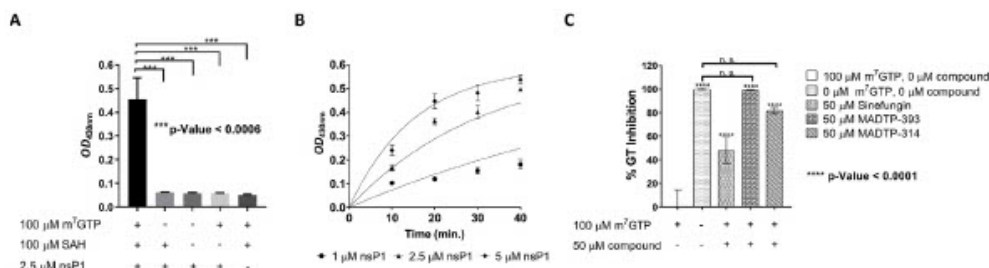 A
***
***
***
***
OD450nm
0.6
0.5
0.4
0.3
0.2
0.1
0.0
*** p-Value < 0.0006
100 μM m7GTP + - - + +
100 μM SAH + + - - +
2.5 μM nsP1 + + + + -
B
OD450nm
0.6
0.5
0.4
0.3
0.2
0.1
0.0
0 10 20 30 40
Time (min.)
1 μM nsP1 2.5 μM nsP1 5 μM nsP1
C
n.s.
n.s.
% GT Inhibition
120
100
80
60
40
20
0
****
****
****
****
100 μM m7GTP, 0 μM compound
0 μM m7GTP, 0 μM compound
50 μM Sinefungin
50 μM MADTP-393
50 μM MADTP-314
**** p-Value < 0.0001
100 μM m7GTP + - + + +
50 μM compound - - + + +